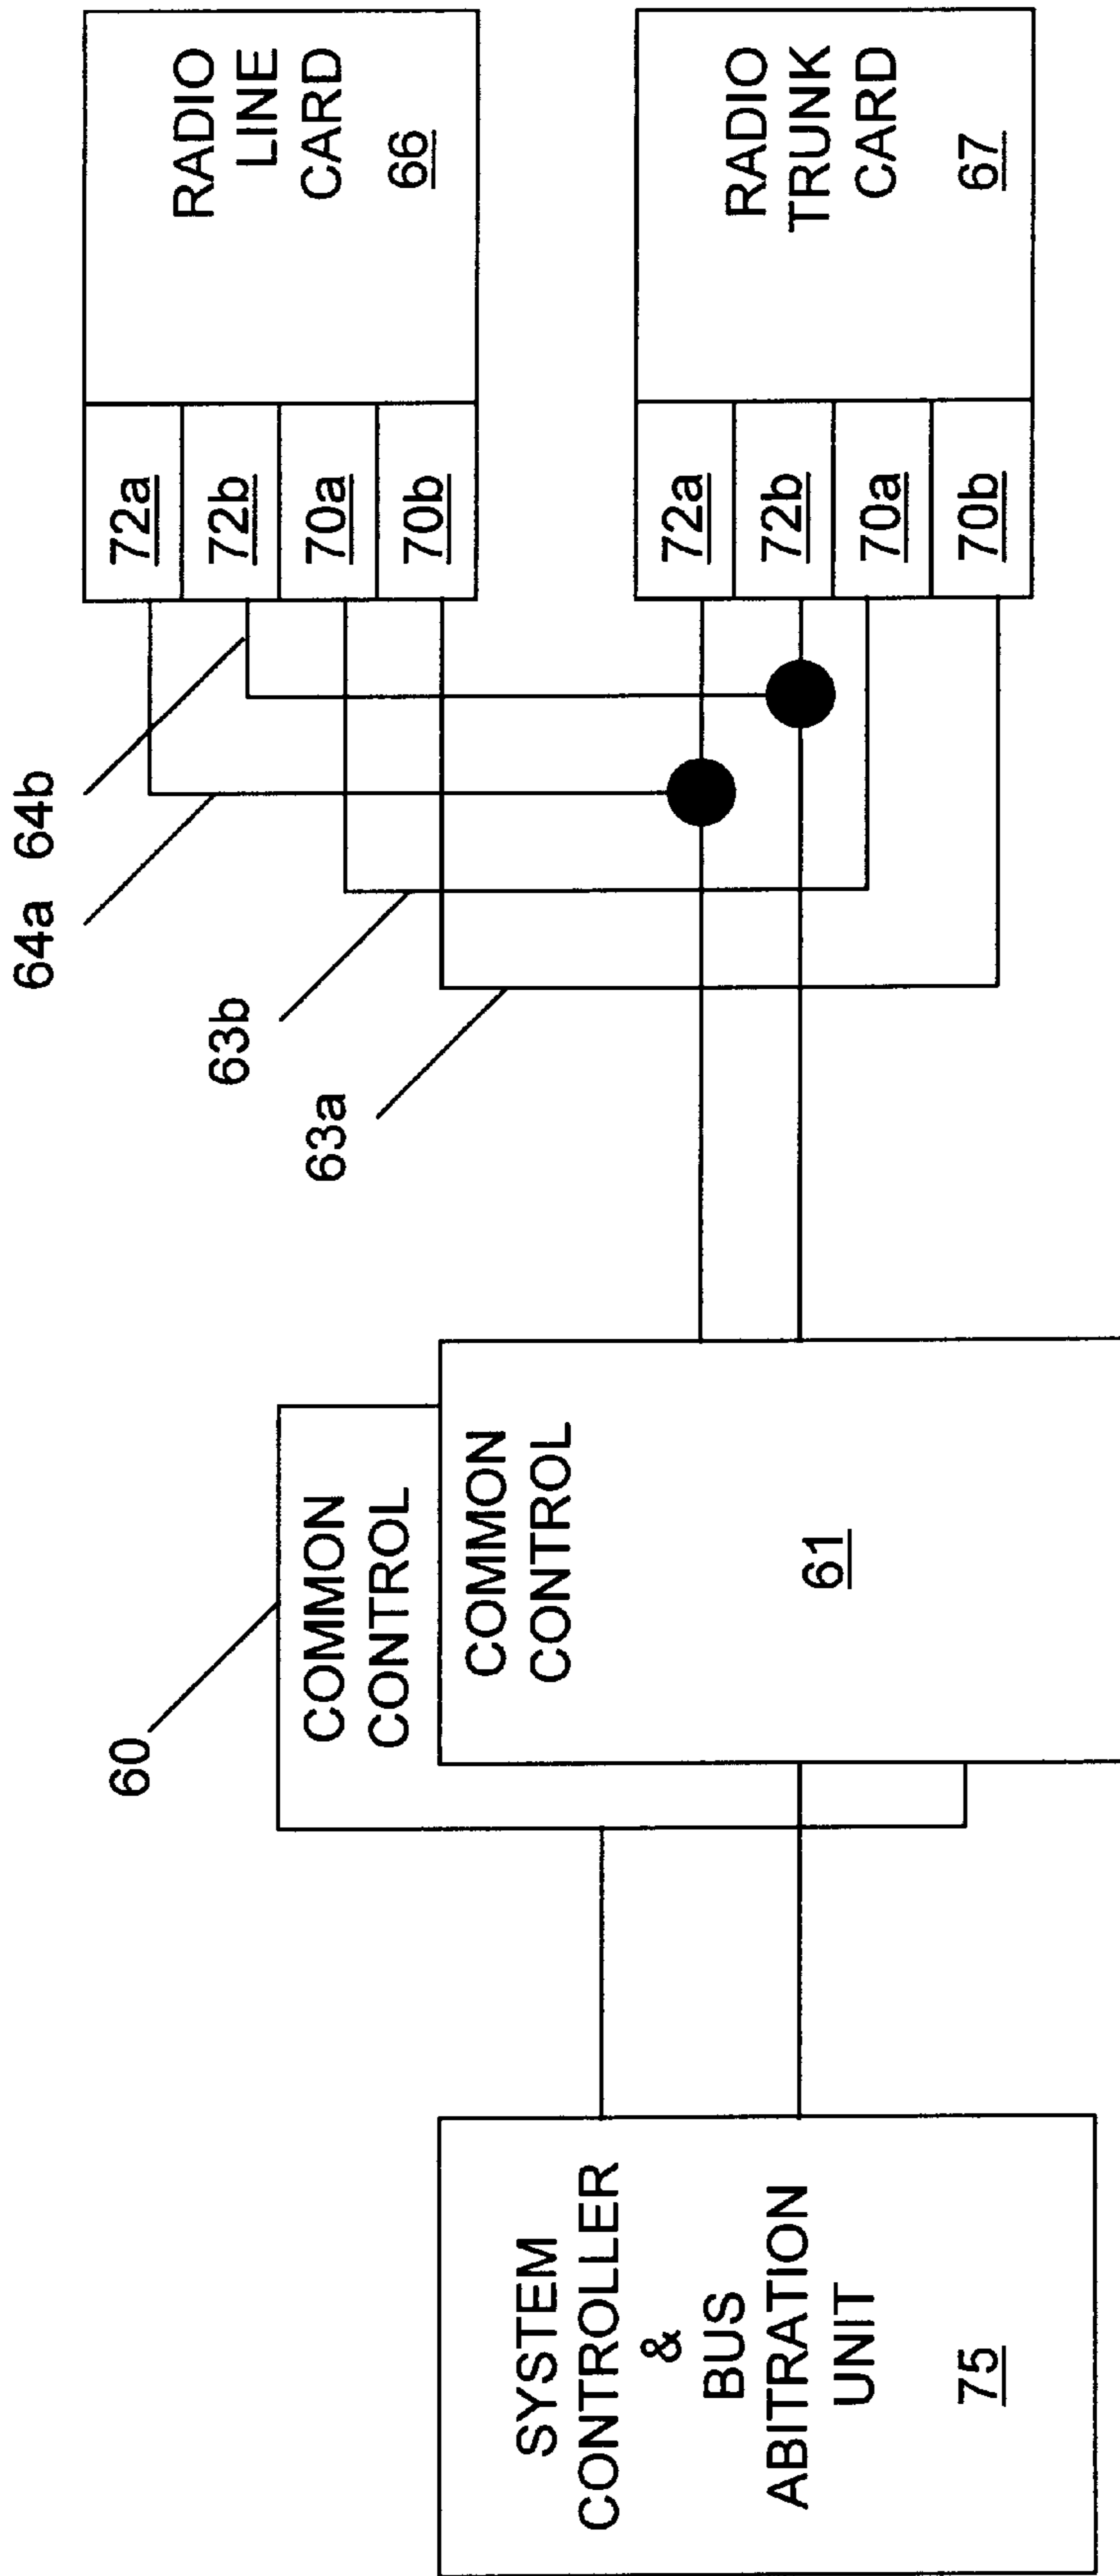 SYSTEM
CONTROLLER
&
BUS
ABITRATION
UNIT
75
60
COMMON
CONTROL
COMMON
CONTROL
61
64a
64b
63b
63a
72a
72b
70a
70b
RADIO
LINE
CARD
66
72a
72b
70a
70b
RADIO
TRUNK
CARD
67